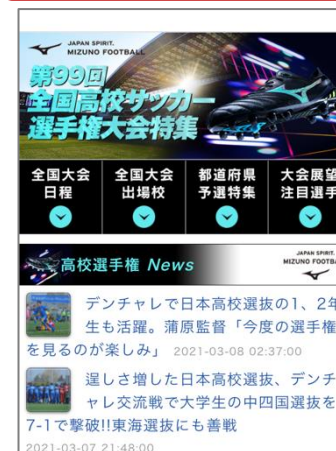 JAPAN SPIRIT.
MIZUNO FOOTBALL
第99回
全国高校サッカー
選手権大会特集
全国大会 全国大会 都道府県 大会展望
日程 出場校 予選特集 注目選手
高校選手権 News
JAPAN SPIRIT.
MIZUNO FOOTB
デンチャレで日本高校選抜の1、2年
生も活躍。蒲原監督「今度の選手権
を見るのが楽しみ」 2021-03-08 02:37:00
逞しさ増した日本高校選抜、デンチ
ャレ交流戦で大学生の中四国選抜を
7-1で撃破!!東海選抜にも善戦
2021-03-07 21:48:00